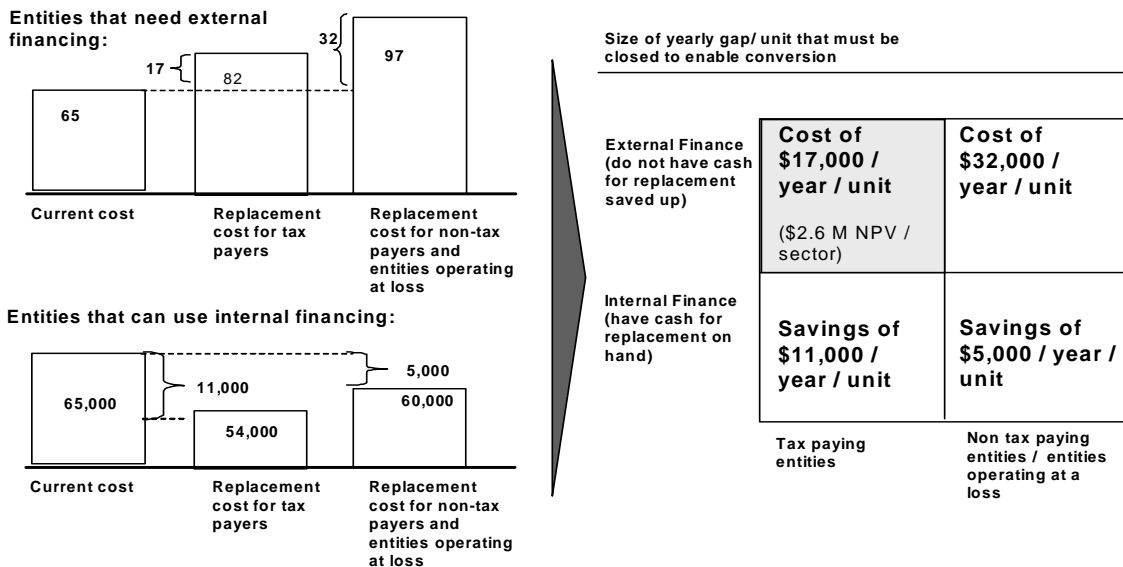 Entities that need external
financing:
32
17
97
82
65
Current cost
Replacement
cost for tax
payers
Replacement
cost for non-tax
payers and
entities operating
at loss
Entities that can use internal financing:
5,000
11,000
65,000
60,000
54,000
Current cost
Replacement
cost for tax
payers
Replacement
cost for non-tax
payers and
entities operating
at loss
Size of yearly gap/ unit that must be
closed to enable conversion
External Finance
(do not have cash
for replacement
saved up)
Cost of
$17,000 /
year / unit
($2.6 M NPV /
sector)
Cost of
$32,000 /
year / unit
Internal Finance
(have cash for
replacement on
hand)
Savings of
$11,000 /
year / unit
Savings of
$5,000 / year /
unit
Tax paying
entities
Non tax paying
entities / entities
operating at a
loss